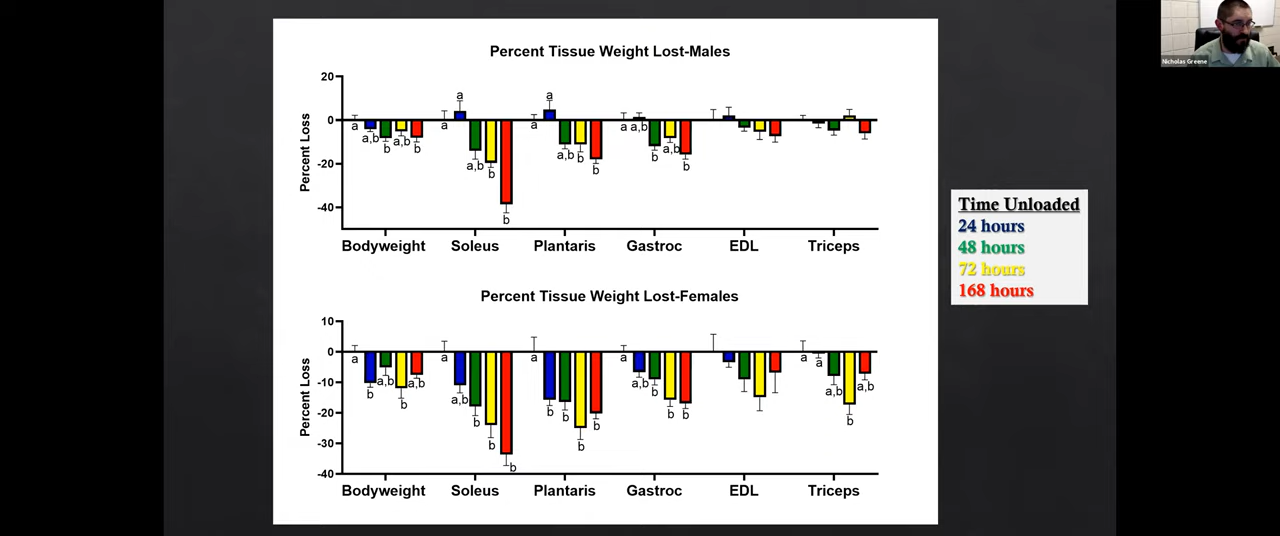 Percent Tissue Weight Lost-Males
20
0
-20
-40
Percent Loss
a a,b b a,b b
a a a,b b b
a a a,b b b
a a,b b a,b b
Bodyweight Soleus Plantaris Gastroc EDL Triceps
Percent Tissue Weight Lost-Females
10
0
-10
-20
-30
-40
Percent Loss
a b a,b b a,b
a a,b b b b
a b b b b
a a,b b b b
a a a,b b a,b
Bodyweight Soleus Plantaris Gastroc EDL Triceps
Time Unloaded
24 hours
48 hours
72 hours
168 hours
Nicholas Greene